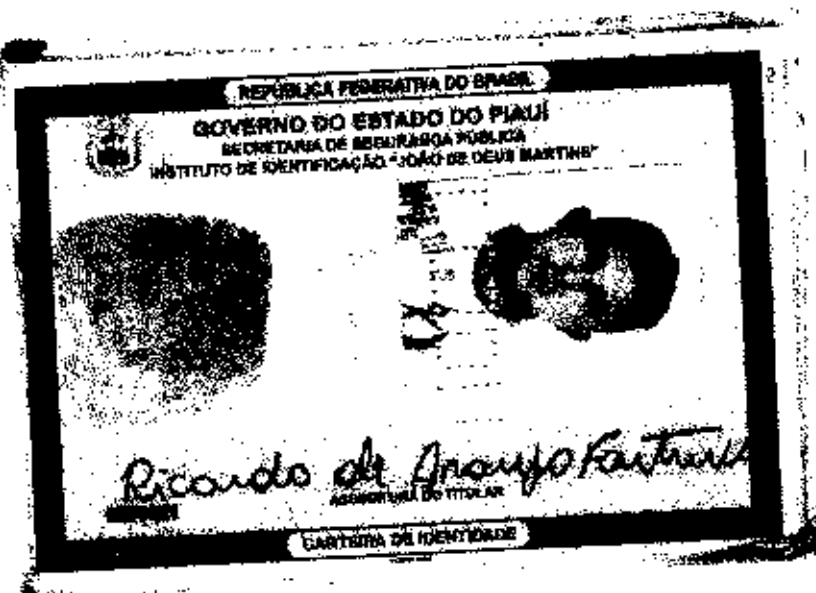 REPÚBLICA FEDERATIVA DO BRASIL
GOVERNO DO ESTADO DO PIAUÍ
SECRETARIA DE SEGURANÇA PÚBLICA
INSTITUTO DE IDENTIFICAÇÃO "JOÃO DE DEUS MARTINS"
Ricardo de Araujo
ASSINATURA DO TITULAR
CARTEIRA DE IDENTIDADE